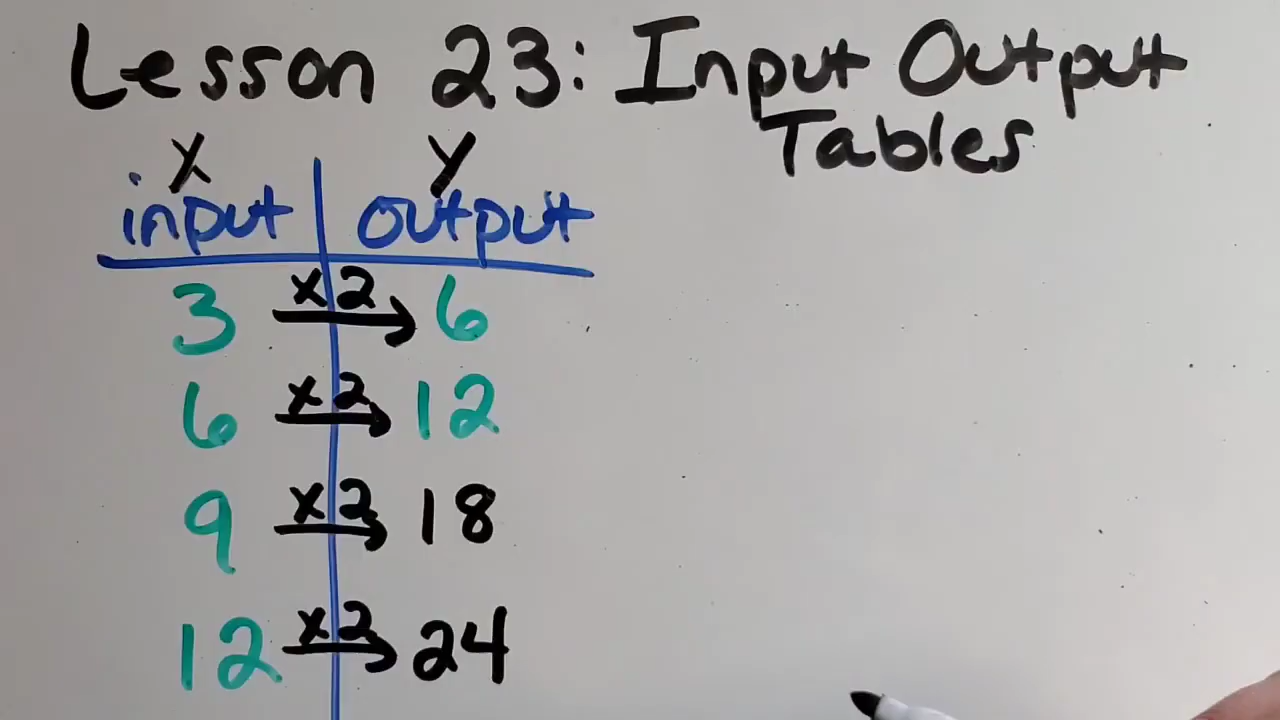 Lesson 23: Input Output
Tables
x y
input output
3 x2 6
6 x2 12
9 x2 18
12 x2 24